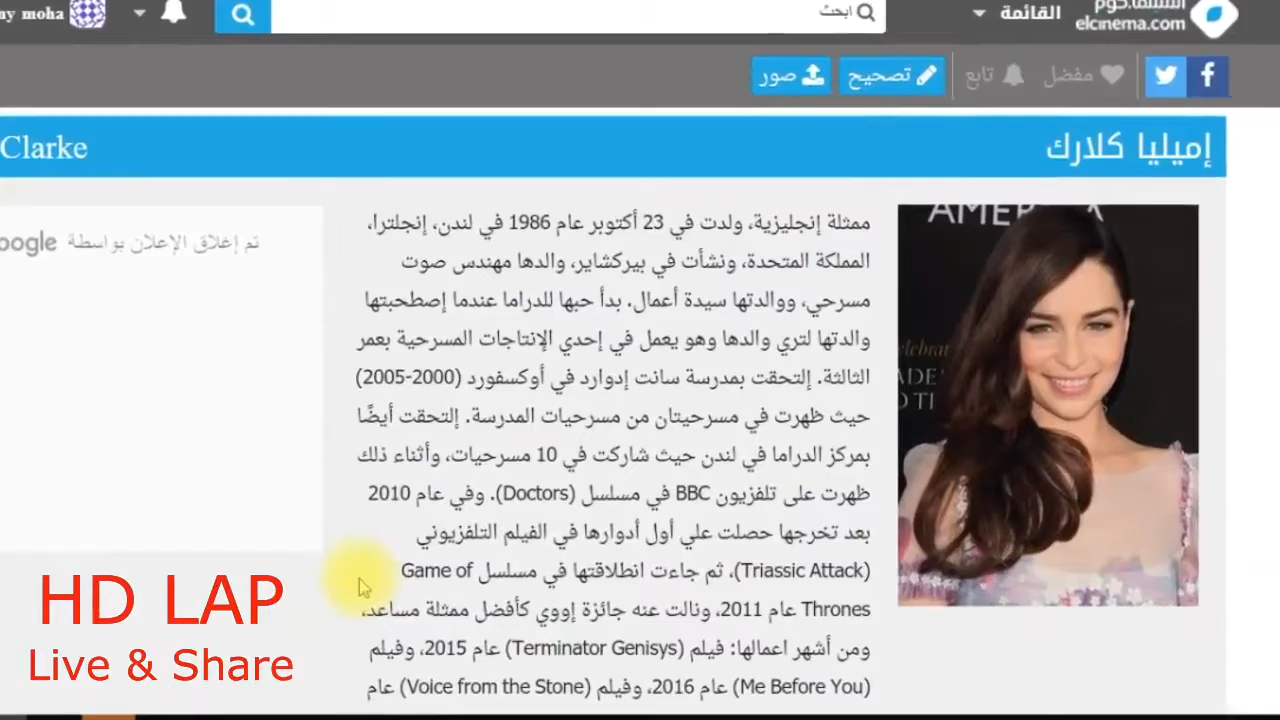 ny moha
ابحث
القائمة
السينما.كوم
elcinema.com
صور
تصحيح
تابع
مفضل
إميليا كلارك
Clarke
تم إغلاق الإعلان بواسطة oogle
ممثلة إنجليزية، ولدت في 23 أكتوبر عام 1986 في لندن، إنجلترا،
المملكة المتحدة، ونشأت في بيركشاير، والدها مهندس صوت
مسرحي، ووالدتها سيدة أعمال. بدأ حبها للدراما عندما إصطحبتها
والدتها لتري والدها وهو يعمل في إحدي الإنتاجات المسرحية بعمر
الثالثة. إلتحقت بمدرسة سانت إدوارد في أوكسفورد (2000-2005)
حيث ظهرت في مسرحيتان من مسرحيات المدرسة. إلتحقت أيضًا
بمركز الدراما في لندن حيث شاركت في 10 مسرحيات، وأثناء ذلك
ظهرت على تلفزيون BBC في مسلسل (Doctors). وفي عام 2010
بعد تخرجها حصلت علي أول أدوارها في الفيلم التلفزيوني
(Triassic Attack)، ثم جاءت انطلاقتها في مسلسل Game of
Thrones عام 2011، ونالت عنه جائزة إووي كأفضل ممثلة مساعد،
ومن أشهر اعمالها: فيلم (Terminator Genisys) عام 2015، وفيلم
(Me Before You) عام 2016، وفيلم (Voice from the Stone) عام
HD LAP
Live & Share